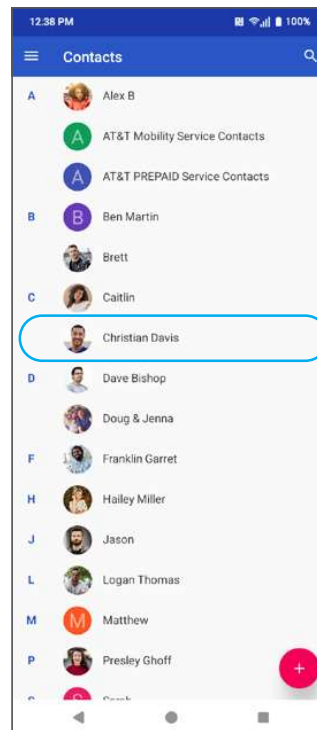 12:38 PM 100%
Contacts
A Alex B
A AT&T Mobility Service Contacts
A AT&T PREPAID Service Contacts
B B Ben Martin
Brett
C Caitlin
Christian Davis
D Dave Bishop
Doug & Jenna
F Franklin Garret
H Hailey Miller
J Jason
L Logan Thomas
M M Matthew
P Presley Ghoff
+